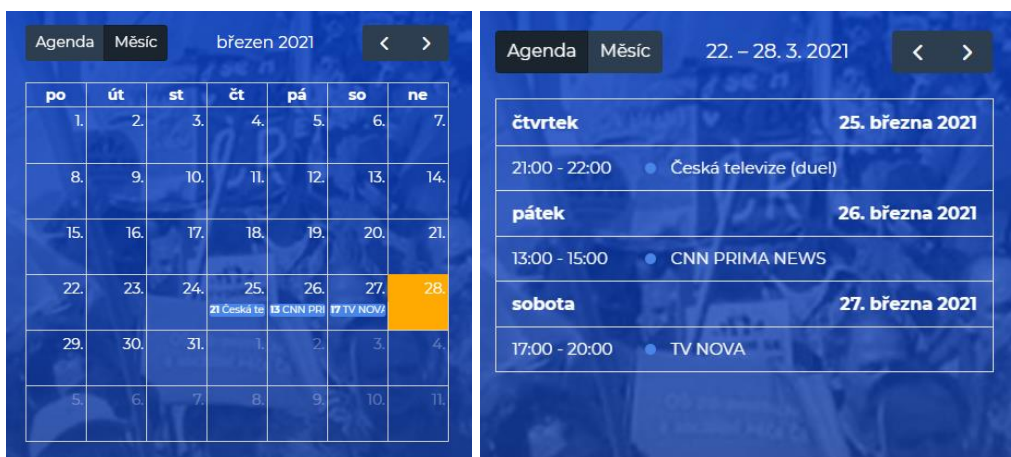 Agenda Měsíc březen 2021
po út st čt pá so ne
1. 2. 3. 4. 5. 6. 7.
8. 9. 10. 11. 12. 13. 14.
15. 16. 17. 18. 19. 20. 21.
22. 23. 24. 25. 26. 27. 28.
21 Česká te 13 CNN PRI 17 TV NOVA
29. 30. 31. 1. 2. 3. 4.
5. 6. 7. 8. 9. 10. 11.
Agenda Měsíc 22. – 28. 3. 2021
čtvrtek 25. března 2021
21:00 - 22:00 Česká televize (duel)
pátek 26. března 2021
13:00 - 15:00 CNN PRIMA NEWS
sobota 27. března 2021
17:00 - 20:00 TV NOVA